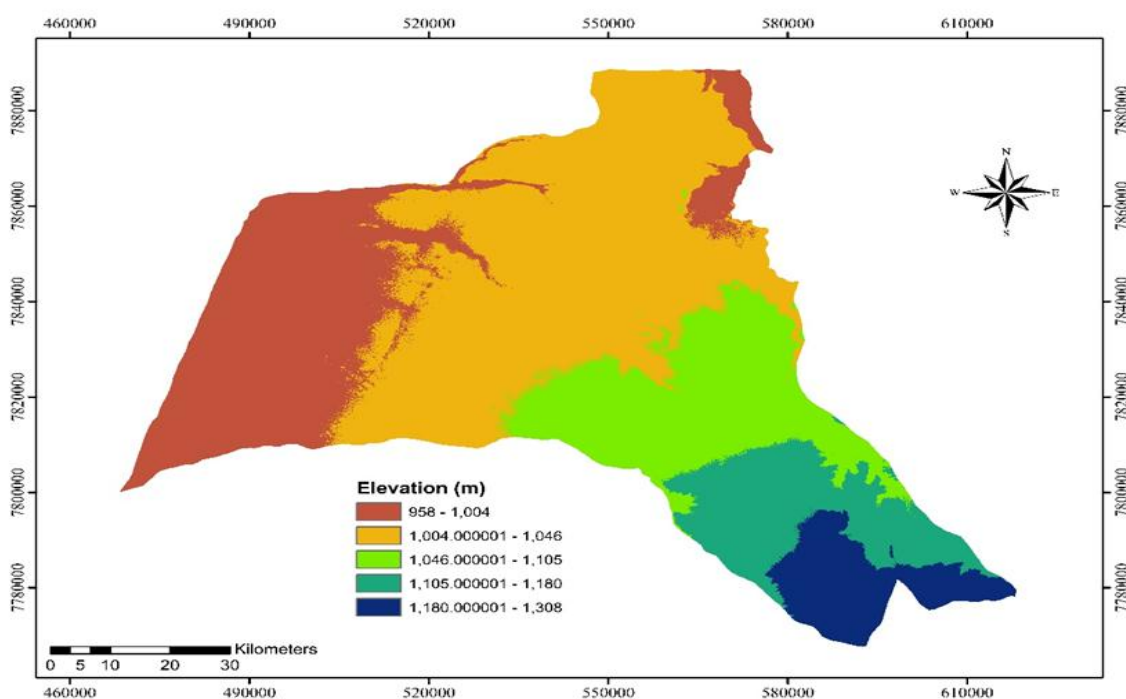 460000 490000 520000 550000 580000 610000
7880000 7880000
N
W E
S
7860000 7860000
7840000 7840000
7820000 7820000
7800000 7800000
Elevation (m)
958 - 1,004
1,004.000001 - 1,046
1,046.000001 - 1,105
1,105.000001 - 1,180
1,180.000001 - 1,308
7780000 7780000
Kilometers
0 5 10 20 30
460000 490000 520000 550000 580000 610000